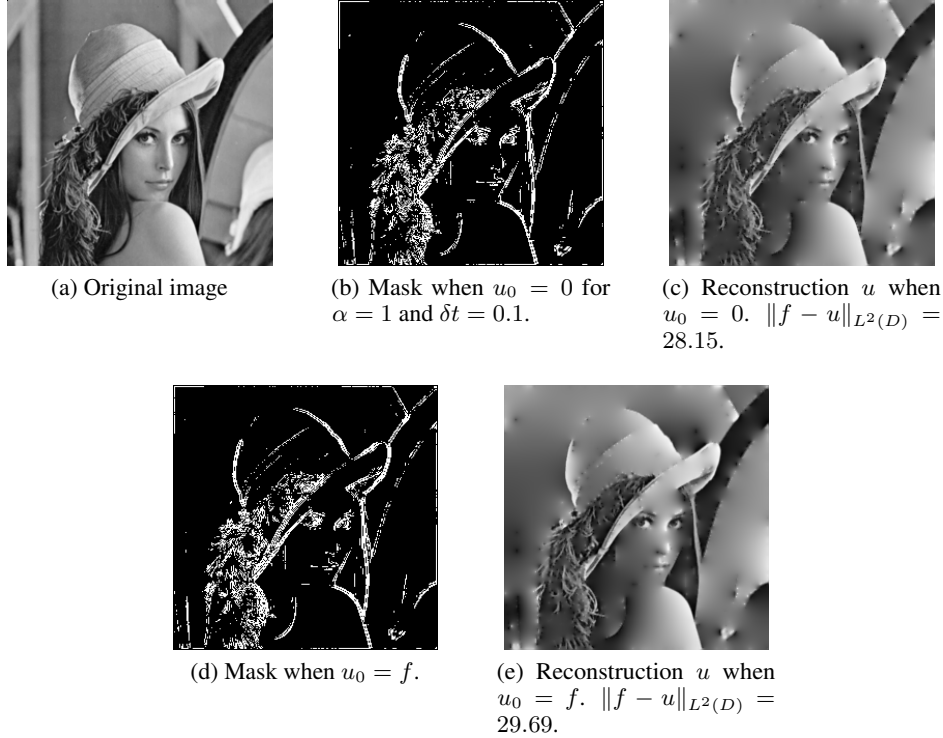 (a) Original image
(b) Mask when u₀ = 0 for
α = 1 and δt = 0.1.
(c) Reconstruction u when
u₀ = 0. ‖f − u‖_{L²(D)} =
28.15.
(d) Mask when u₀ = f.
(e) Reconstruction u when
u₀ = f. ‖f − u‖_{L²(D)} =
29.69.